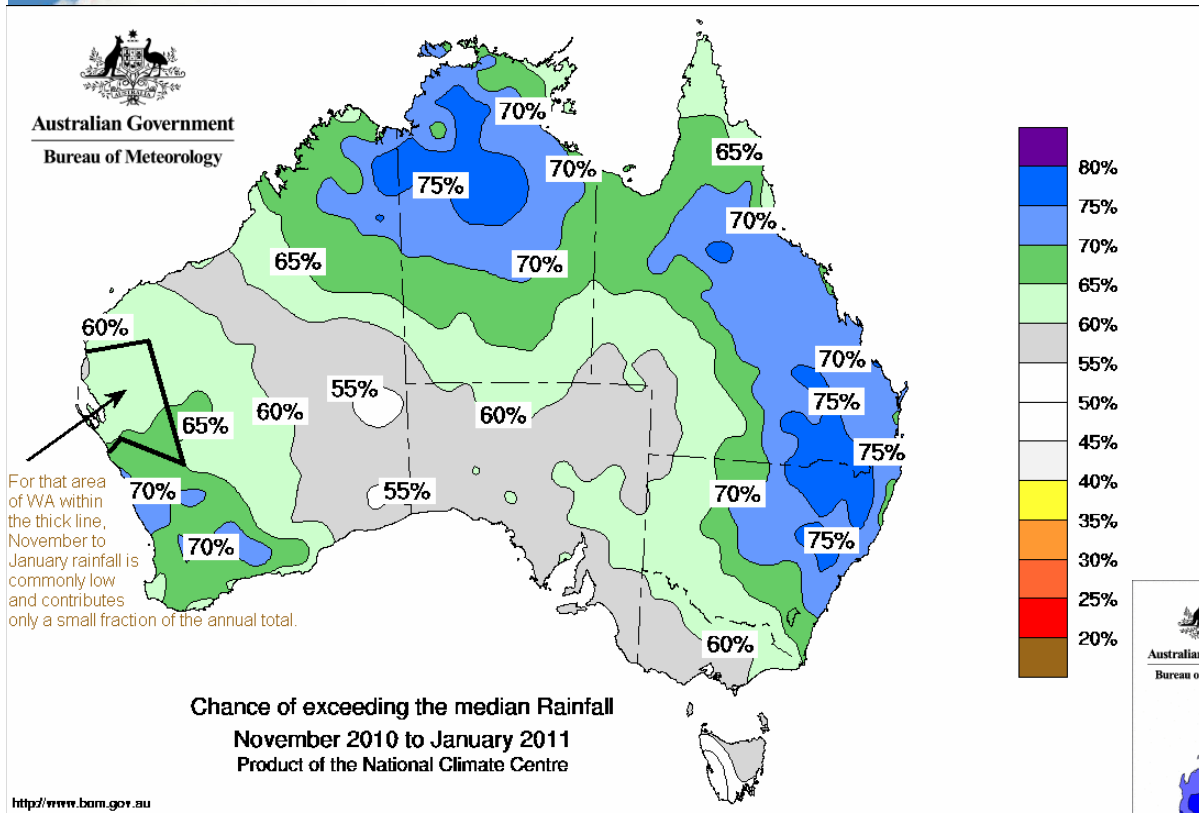 Australian Government
Bureau of Meteorology
70%
65%
70%
75%
70%
65%
70%
60%
55%
60%
60%
65%
70%
75%
75%
70%
55%
70%
70%
75%
60%
For that area
of WA within
the thick line,
November to
January rainfall is
commonly low
and contributes
only a small fraction of the annual total.
80%
75%
70%
65%
60%
55%
50%
45%
40%
35%
30%
25%
20%
Chance of exceeding the median Rainfall
November 2010 to January 2011
Product of the National Climate Centre
http://www.bom.gov.au
Australian
Bureau o